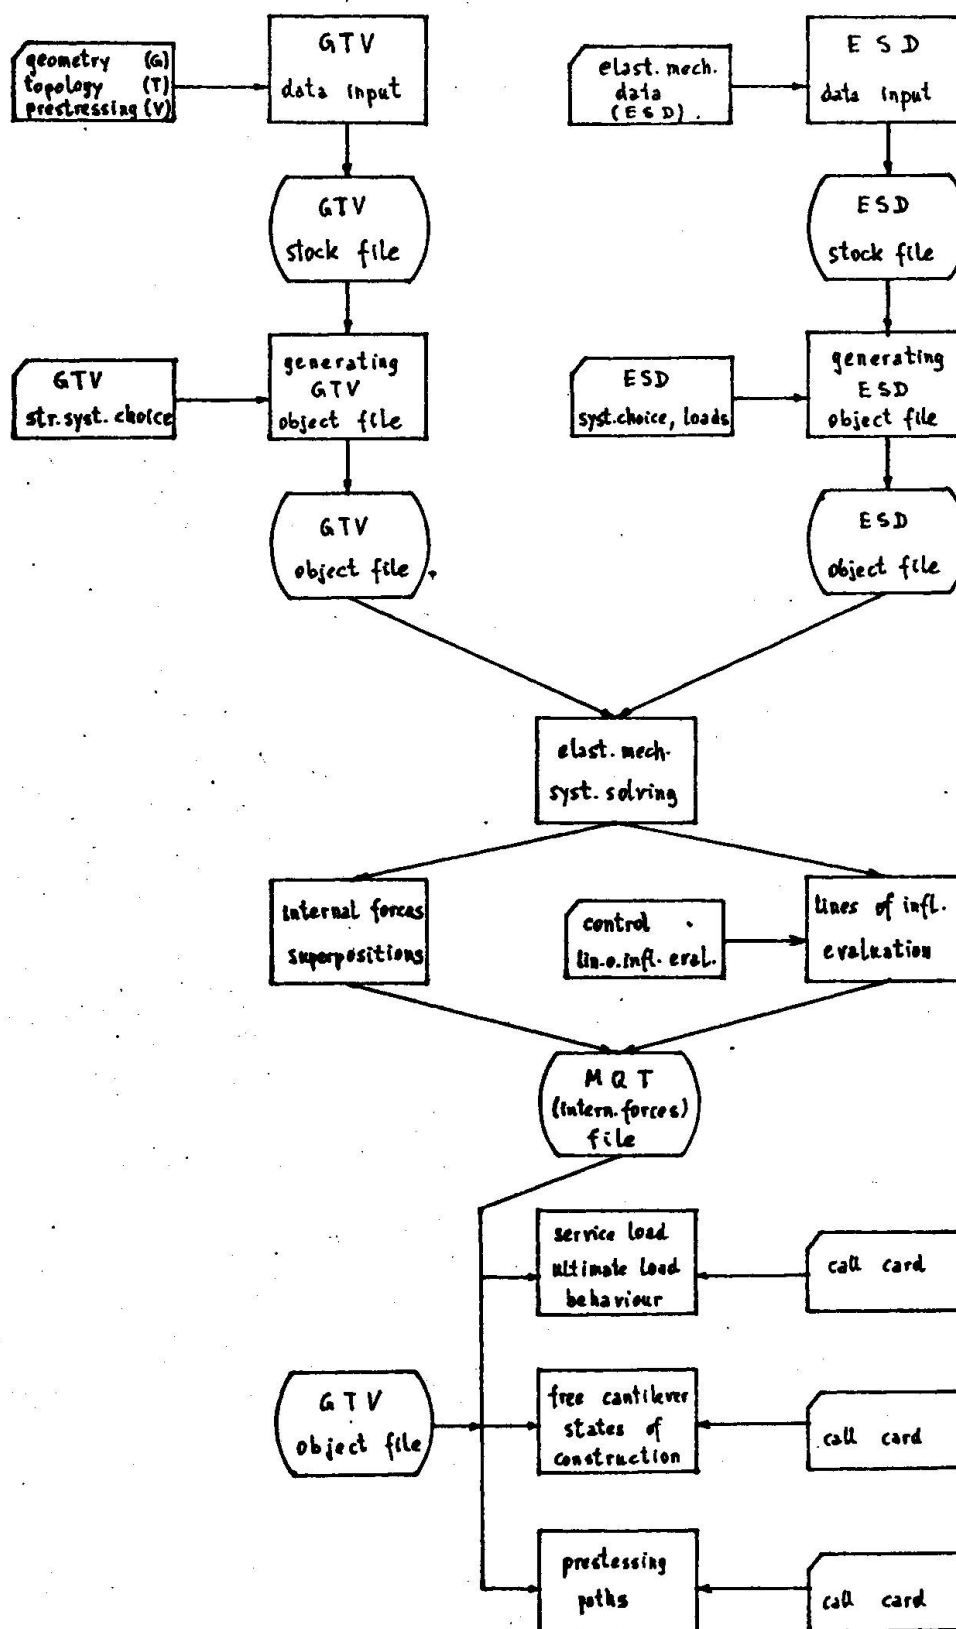 geometry (G)
topology (T)
prestressing (V)
GTV
data input
elast. mech.
data
(ESD).
ESD
data input
GTV
stock file
ESD
stock file
GTV
str. syst. choice
generating
GTV
object file
ESD
syst. choice, loads
generating
ESD
object file
GTV
object file
ESD
object file
elast. mech.
syst. solving
internal forces
superpositions
control
lin.o.infl. eval.
lines of infl.
evaluation
MQT
(intern. forces)
file
service load
ultimate load
behaviour
call card
GTV
object file
free cantilever
states of
construction
call card
prestessing
paths
call card